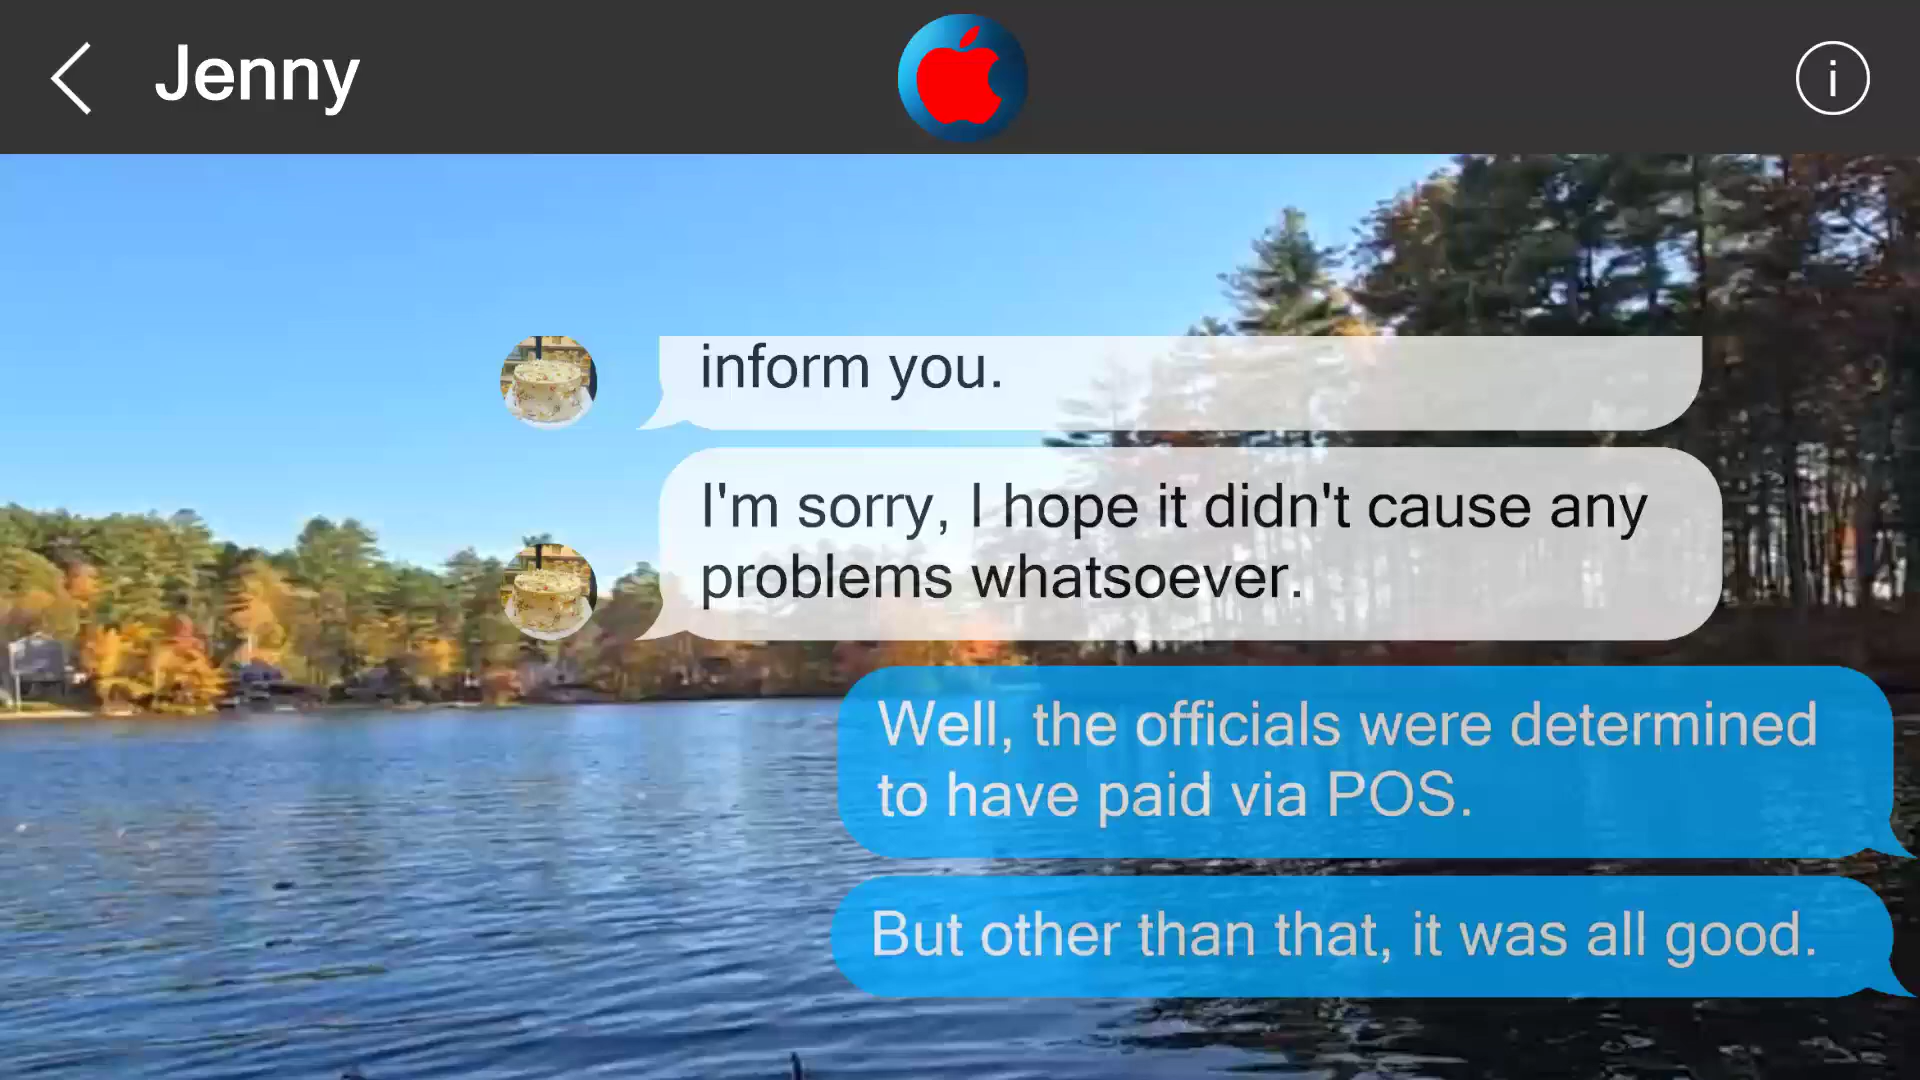 Jenny
i
inform you.
I'm sorry, I hope it didn't cause any
problems whatsoever.
Well, the officials were determined
to have paid via POS.
But other than that, it was all good.